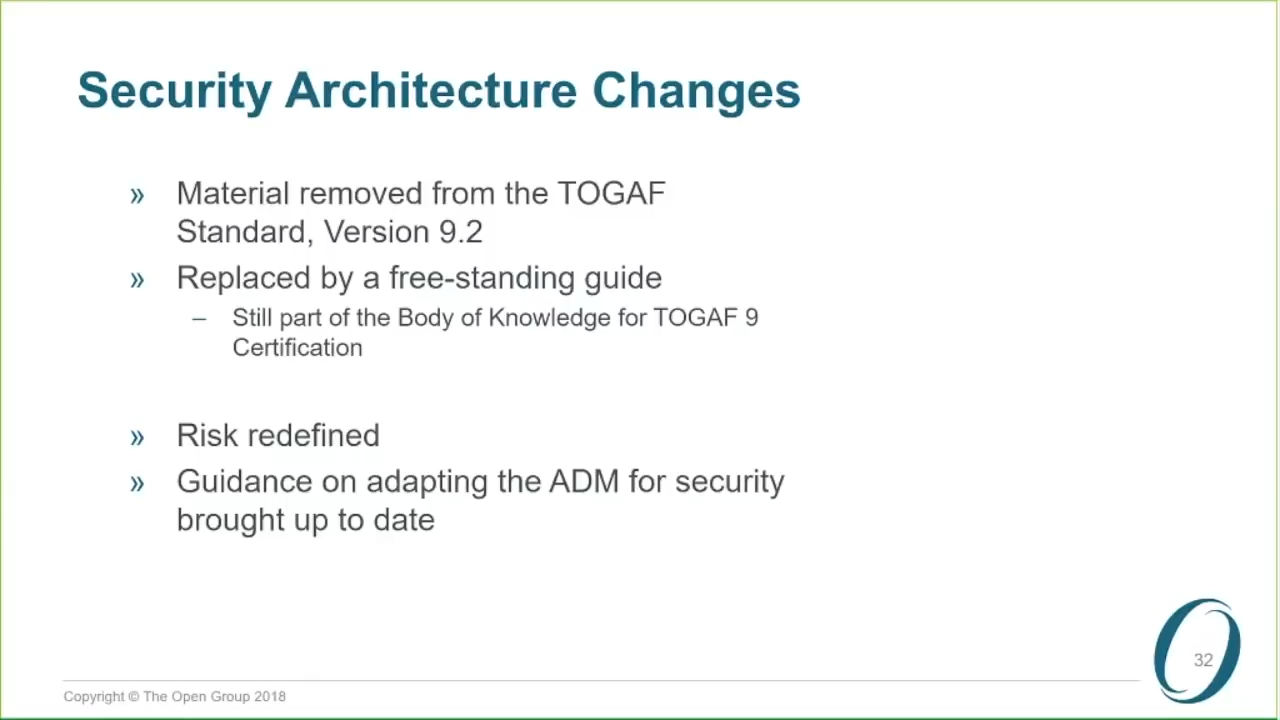 Security Architecture Changes
» Material removed from the TOGAF
Standard, Version 9.2
» Replaced by a free-standing guide
– Still part of the Body of Knowledge for TOGAF 9
Certification
» Risk redefined
» Guidance on adapting the ADM for security
brought up to date
32
Copyright © The Open Group 2018